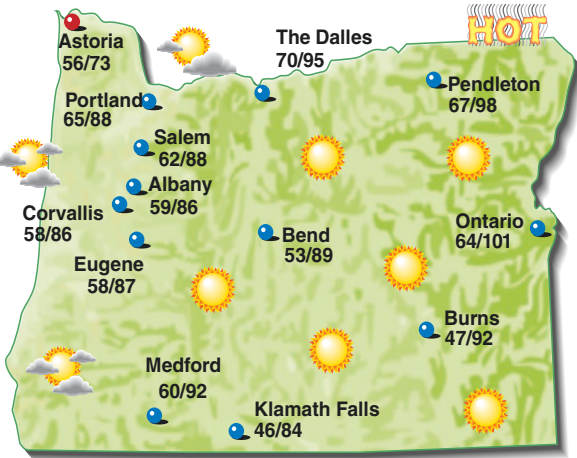 HOT
Astoria
56/73
The Dalles
70/95
Pendleton
67/98
Portland
65/88
Salem
62/88
Albany
59/86
Corvallis
58/86
Ontario
64/101
Bend
53/89
Eugene
58/87
Burns
47/92
Medford
60/92
Klamath Falls
46/84